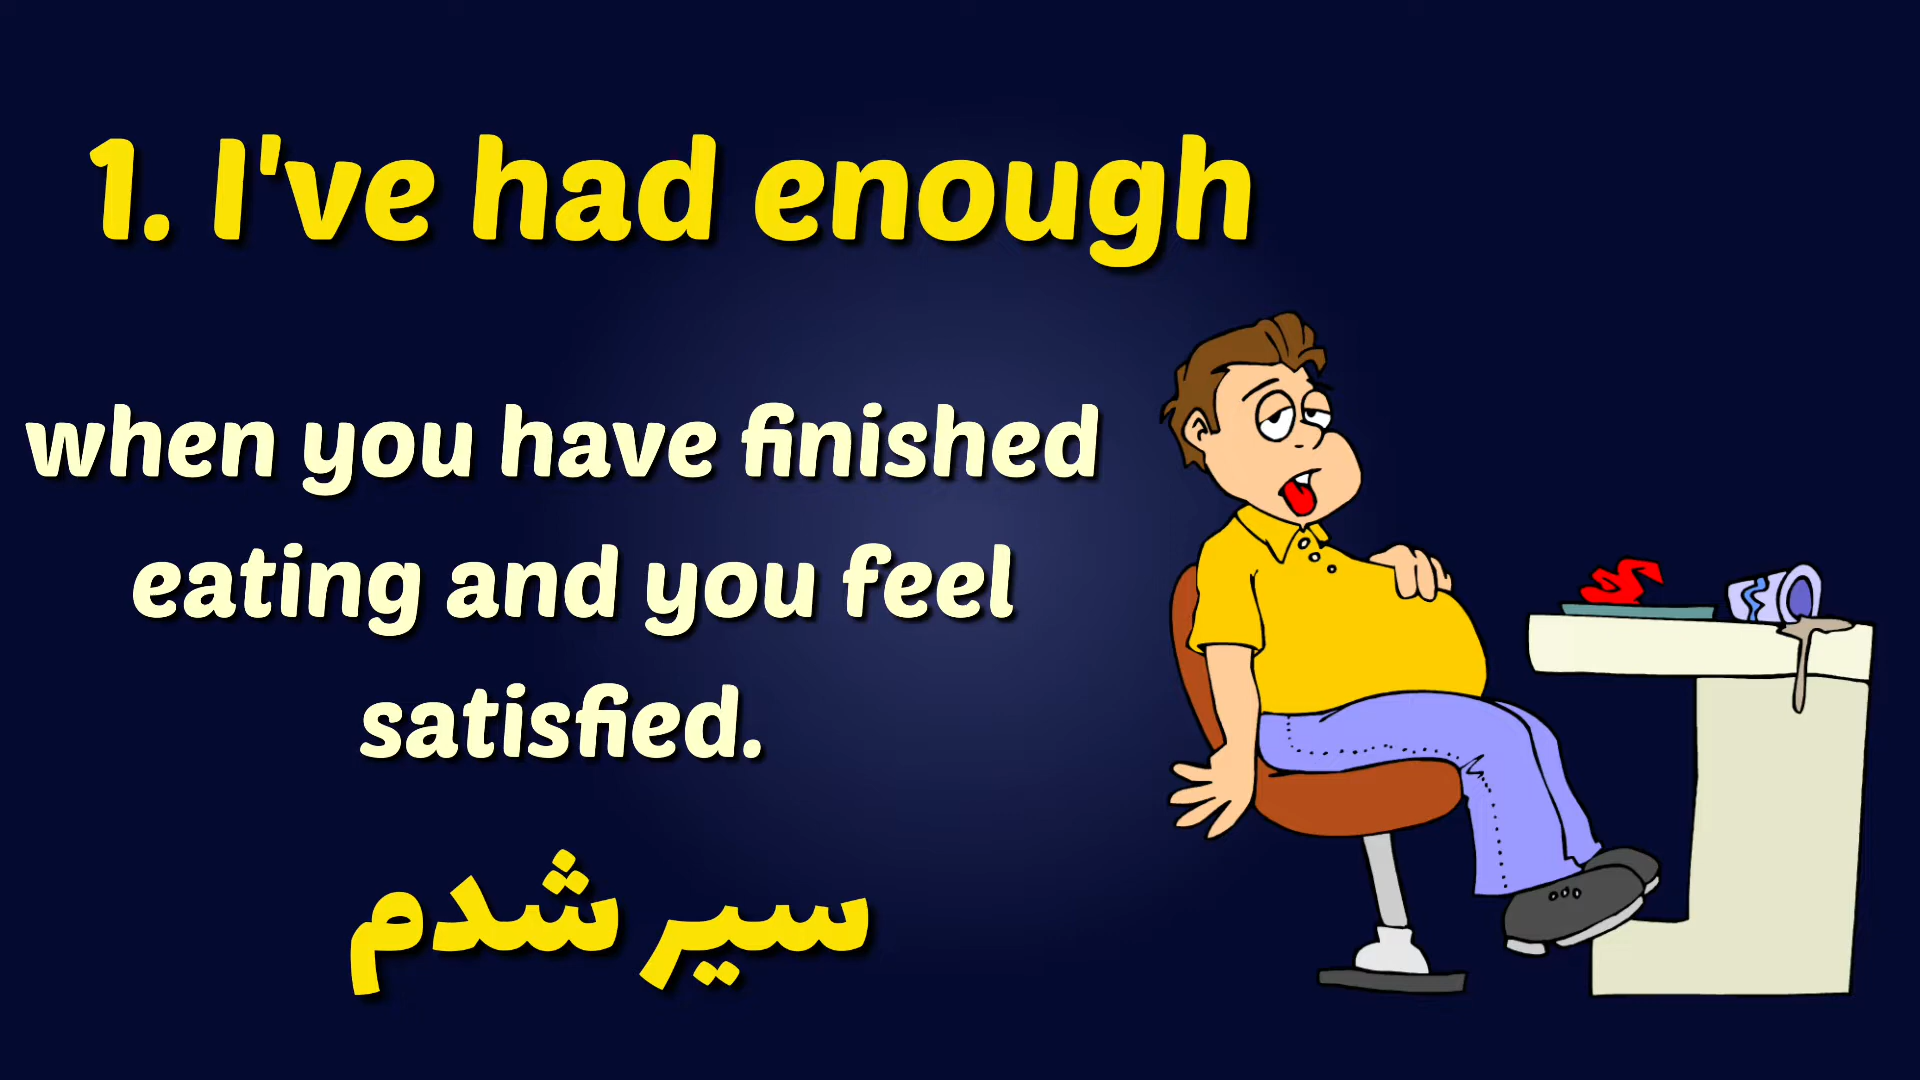 1. I've had enough
when you have finished
eating and you feel
satisfied.
سیر شدم